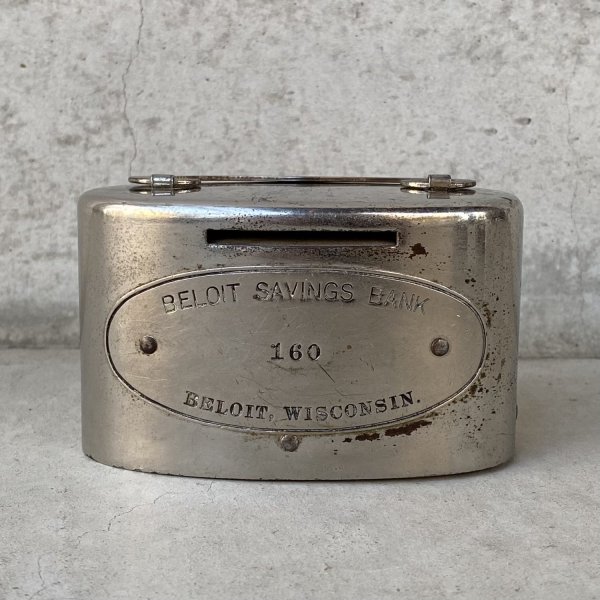 BELOIT SAVINGS BANK
160
BELOIT, WISCONSIN.